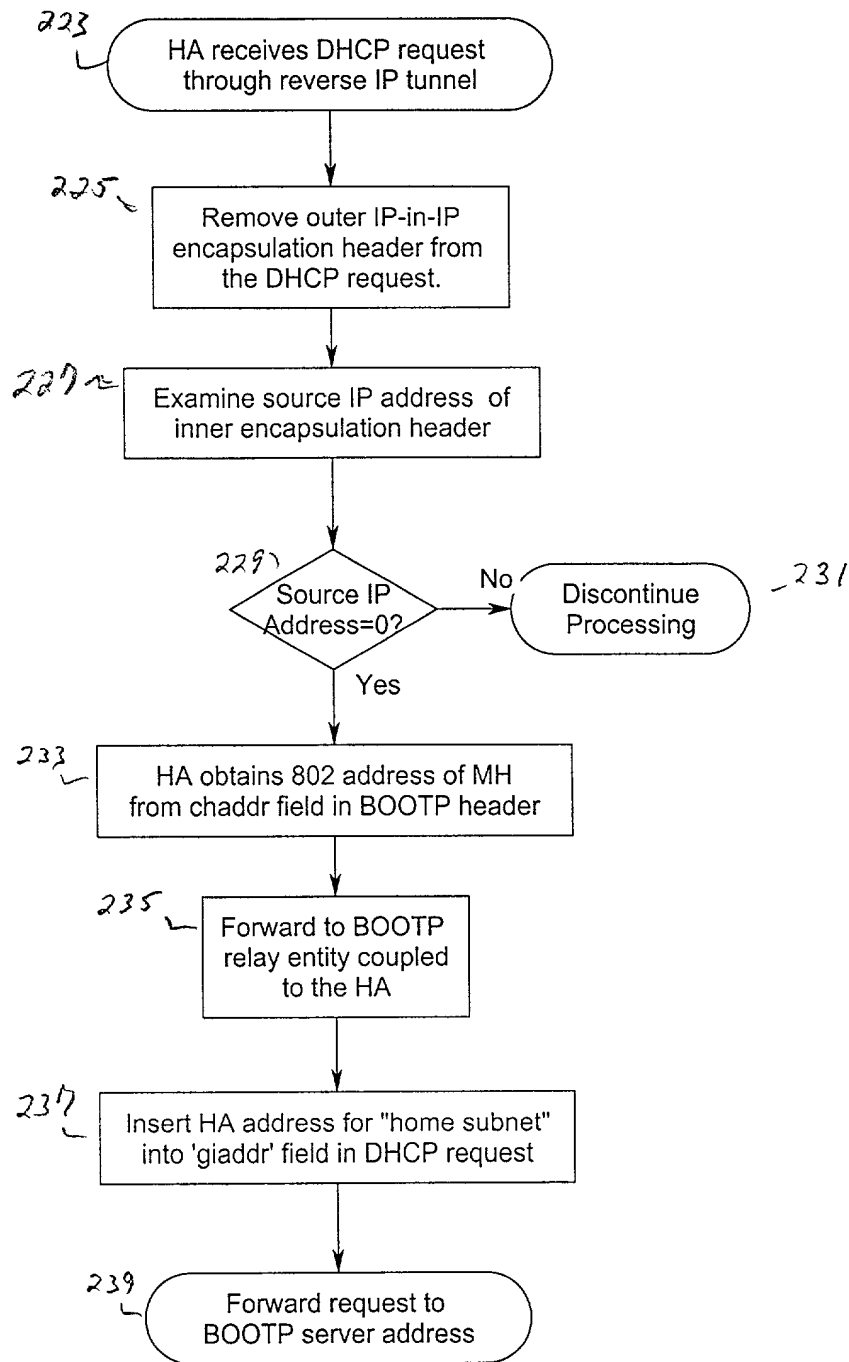 223
HA receives DHCP request
through reverse IP tunnel
225
Remove outer IP-in-IP
encapsulation header from
the DHCP request.
227
Examine source IP address of
inner encapsulation header
229
Source IP
Address=0?
No
Discontinue
Processing
231
Yes
233
HA obtains 802 address of MH
from chaddr field in BOOTP header
235
Forward to BOOTP
relay entity coupled
to the HA
237
Insert HA address for "home subnet"
into 'giaddr' field in DHCP request
239
Forward request to
BOOTP server address